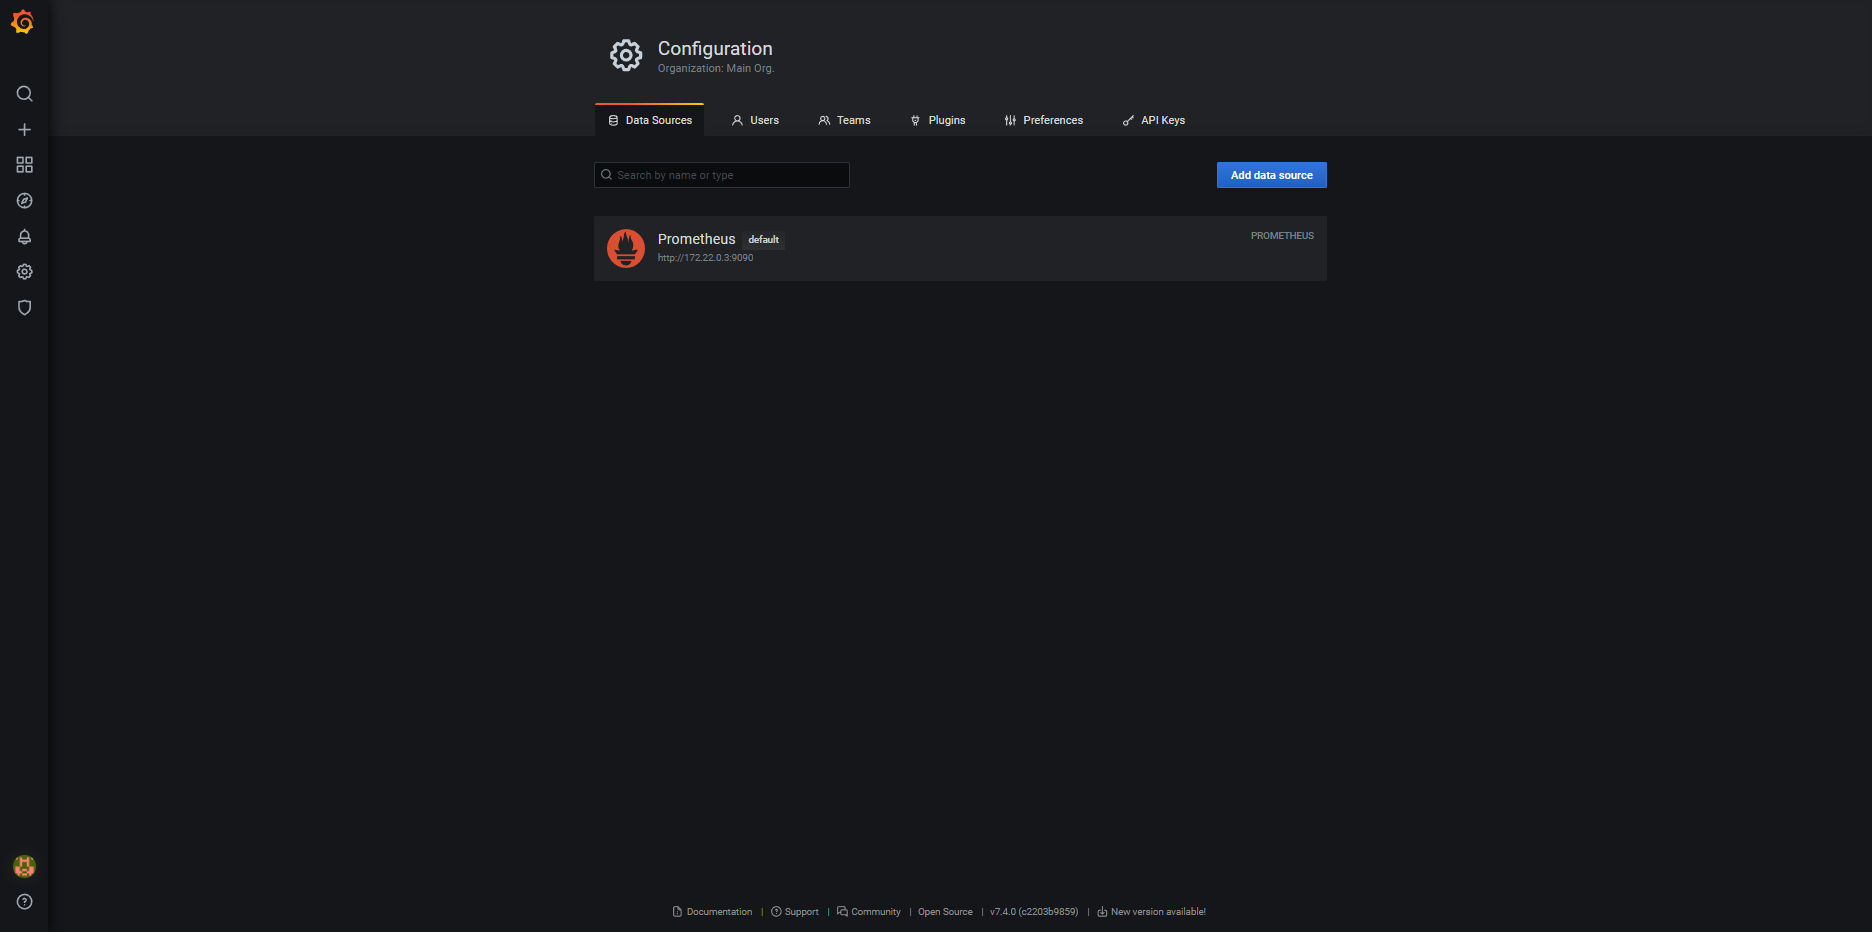 Configuration
Organization: Main Org.
Data Sources Users Teams Plugins Preferences API Keys
Search by name or type
Add data source
Prometheus default
PROMETHEUS
http://172.22.0.3:9090
Documentation | Support | Community | Open Source | v7.4.0 (c2203b9859) | New version available!